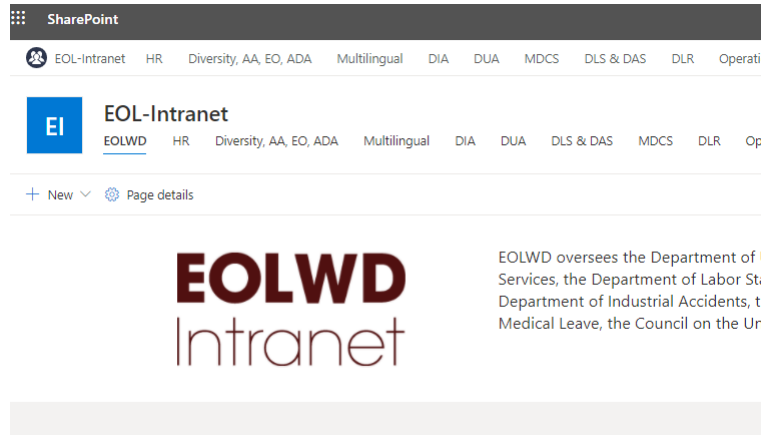 SharePoint
EOL-Intranet HR Diversity, AA, EO, ADA Multilingual DIA DUA MDCS DLS & DAS DLR
EI
EOL-Intranet
EOLWD HR Diversity, AA, EO, ADA Multilingual DIA DUA DLS & DAS MDCS DLR
+ New Page details
EOLWD
Intranet
EOLWD oversees the Department of
Services, the Department of Labor
Department of Industrial Accidents,
Medical Leave, the Council on the